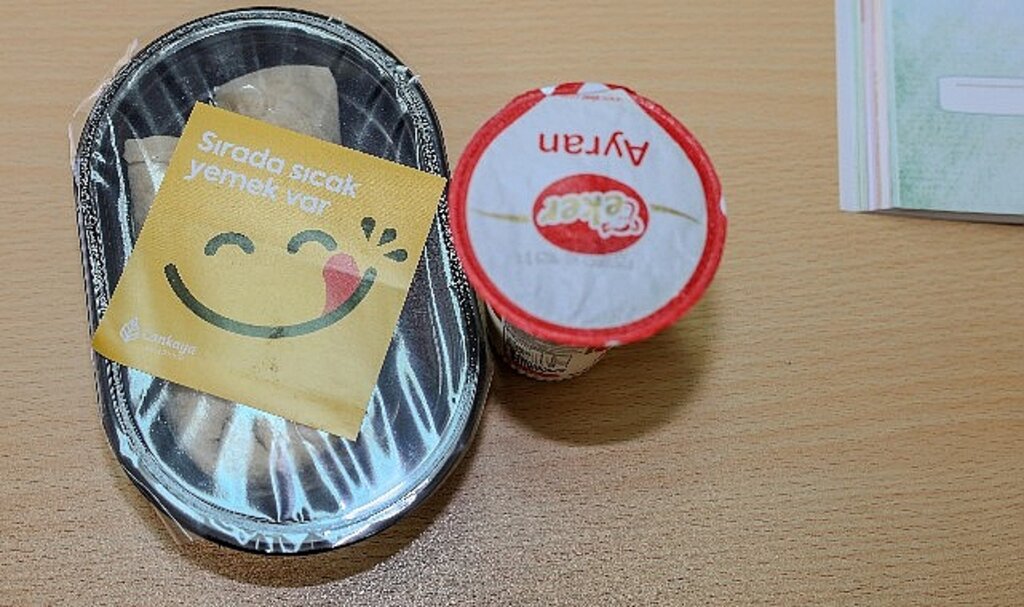 Sırada sıcak
yemek var
Çankaya
Ayran
eker